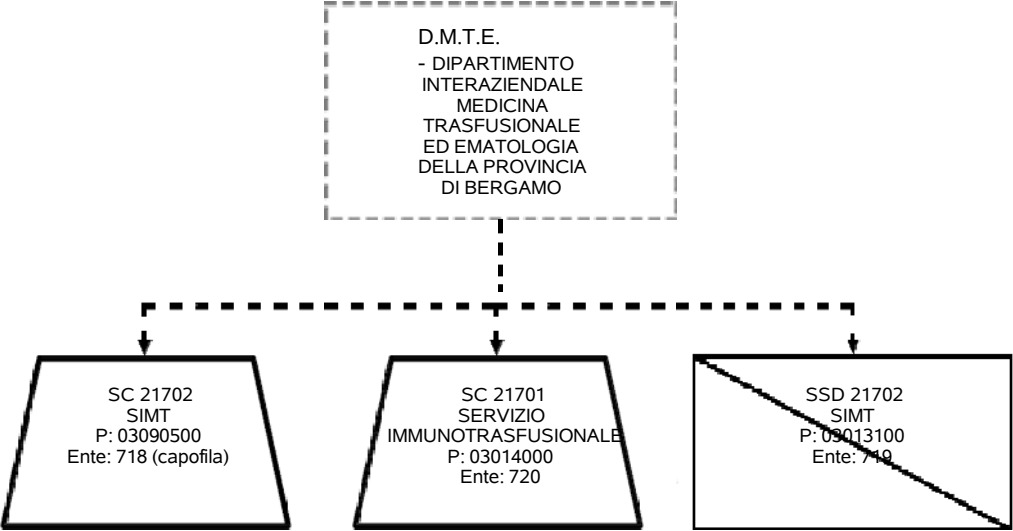 D.M.T.E.
- DIPARTIMENTO
INTERAZIENDALE
MEDICINA
TRASFUSIONALE
ED EMATOLOGIA
DELLA PROVINCIA
DI BERGAMO
SC 21702
SIMT
P: 03090500
Ente: 718 (capofila)
SC 21701
SERVIZIO
IMMUNOTRASFUSIONALE
P: 03014000
Ente: 720
SSD 21702
SIMT
P: 03013100
Ente: 719